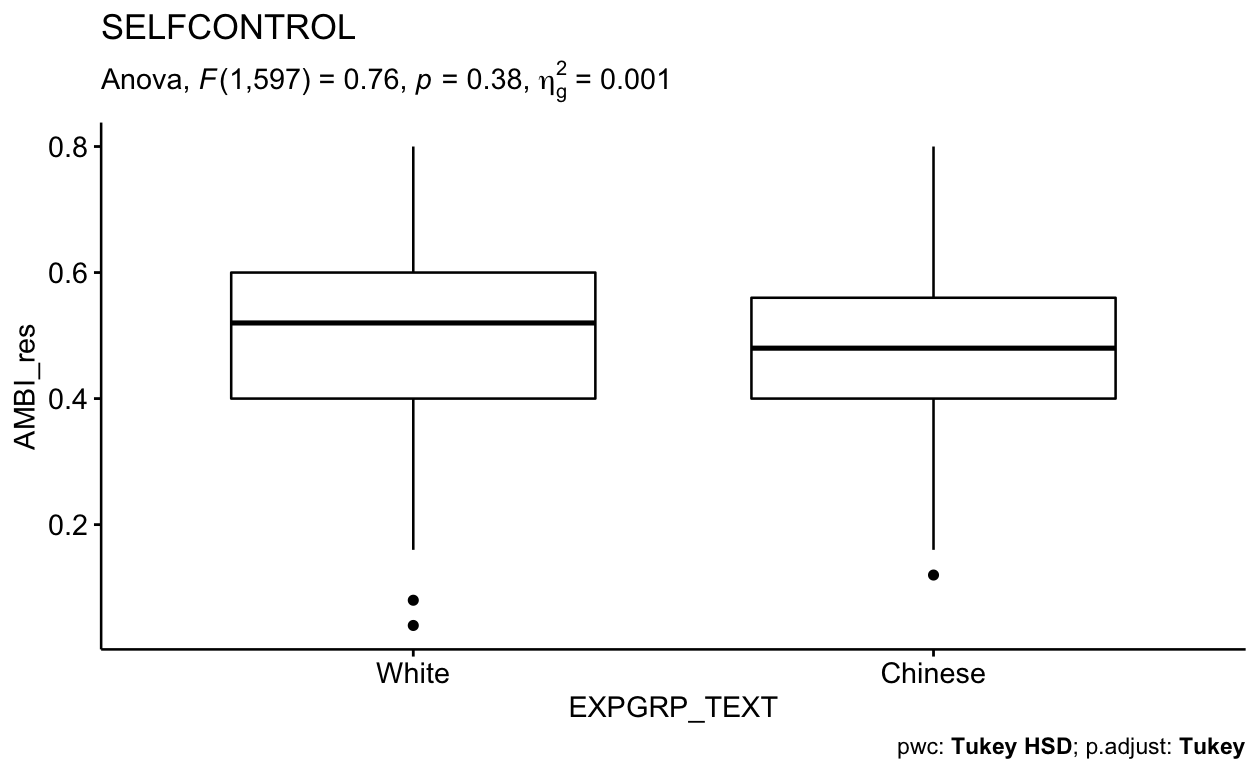 SELFCONTROL
Anova, F(1,597) = 0.76, p = 0.38, η²g = 0.001
0.8
0.6
0.4
0.2
AMBI_res
White
Chinese
EXPGRP_TEXT
pwc: Tukey HSD; p.adjust: Tukey